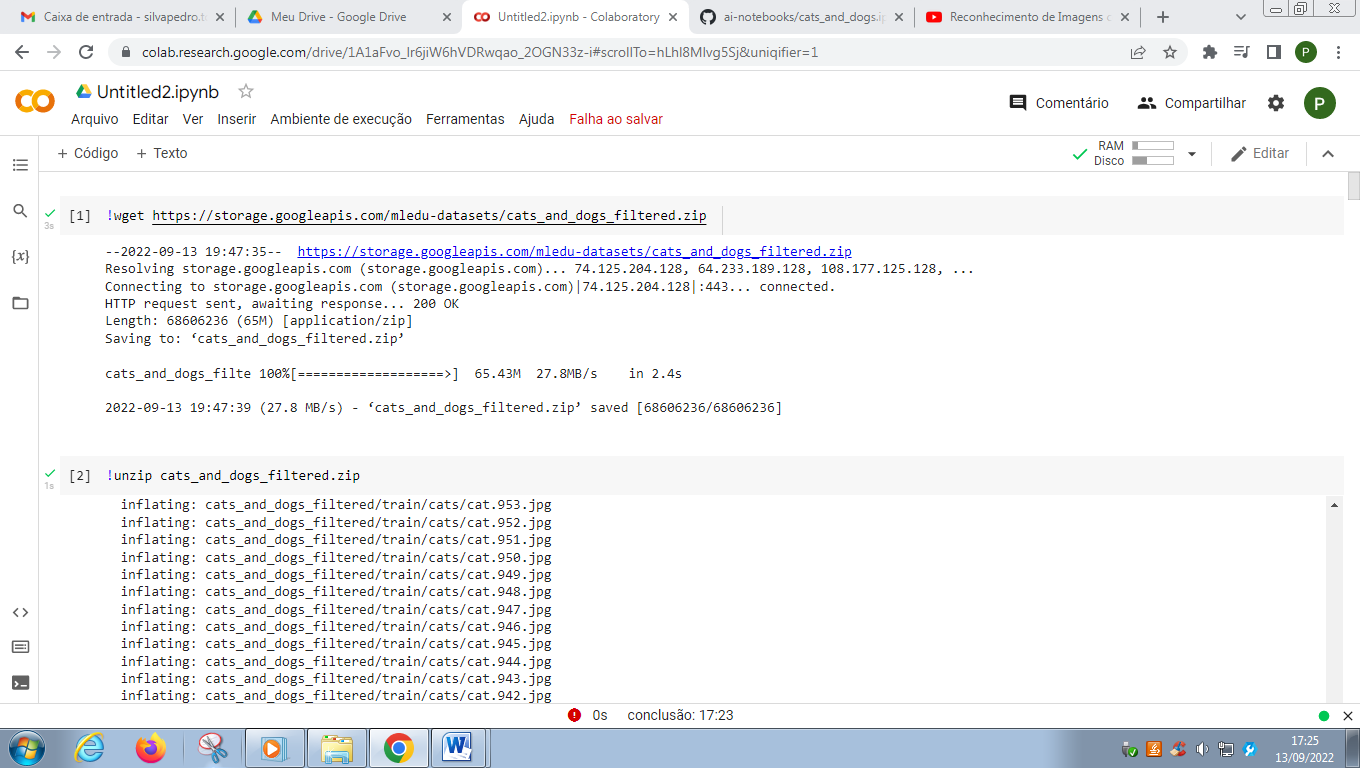 Caixa de entrada - silvapedro.t
Meu Drive - Google Drive
Untitled2.ipynb - Colaboratory
ai-notebooks/cats_and_dogs.ip
Reconhecimento de Imagens c
colab.research.google.com/drive/1A1aFvo_lr6jiW6hVDRwqao_2OGN33z-i#scrollTo=hLhl8MIvg5Sj&uniqifier=1
P
Untitled2.ipynb
Arquivo Editar Ver Inserir Ambiente de execução Ferramentas Ajuda Falha ao salvar
Comentário Compartilhar P
+ Código + Texto
RAM
Disco
Editar
{x}
3s
[1] !wget https://storage.googleapis.com/mledu-datasets/cats_and_dogs_filtered.zip
--2022-09-13 19:47:35-- https://storage.googleapis.com/mledu-datasets/cats_and_dogs_filtered.zip
Resolving storage.googleapis.com (storage.googleapis.com)... 74.125.204.128, 64.233.189.128, 108.177.125.128, ...
Connecting to storage.googleapis.com (storage.googleapis.com)|74.125.204.128|:443... connected.
HTTP request sent, awaiting response... 200 OK
Length: 68606236 (65M) [application/zip]
Saving to: ‘cats_and_dogs_filtered.zip’
cats_and_dogs_filte 100%[===================>] 65.43M 27.8MB/s in 2.4s
2022-09-13 19:47:39 (27.8 MB/s) - ‘cats_and_dogs_filtered.zip’ saved [68606236/68606236]
1s
[2] !unzip cats_and_dogs_filtered.zip
inflating: cats_and_dogs_filtered/train/cats/cat.953.jpg
inflating: cats_and_dogs_filtered/train/cats/cat.952.jpg
inflating: cats_and_dogs_filtered/train/cats/cat.951.jpg
inflating: cats_and_dogs_filtered/train/cats/cat.950.jpg
inflating: cats_and_dogs_filtered/train/cats/cat.949.jpg
inflating: cats_and_dogs_filtered/train/cats/cat.948.jpg
inflating: cats_and_dogs_filtered/train/cats/cat.947.jpg
inflating: cats_and_dogs_filtered/train/cats/cat.946.jpg
inflating: cats_and_dogs_filtered/train/cats/cat.945.jpg
inflating: cats_and_dogs_filtered/train/cats/cat.944.jpg
inflating: cats_and_dogs_filtered/train/cats/cat.943.jpg
inflating: cats_and_dogs_filtered/train/cats/cat.942.jpg
0s conclusão: 17:23
17:25
13/09/2022